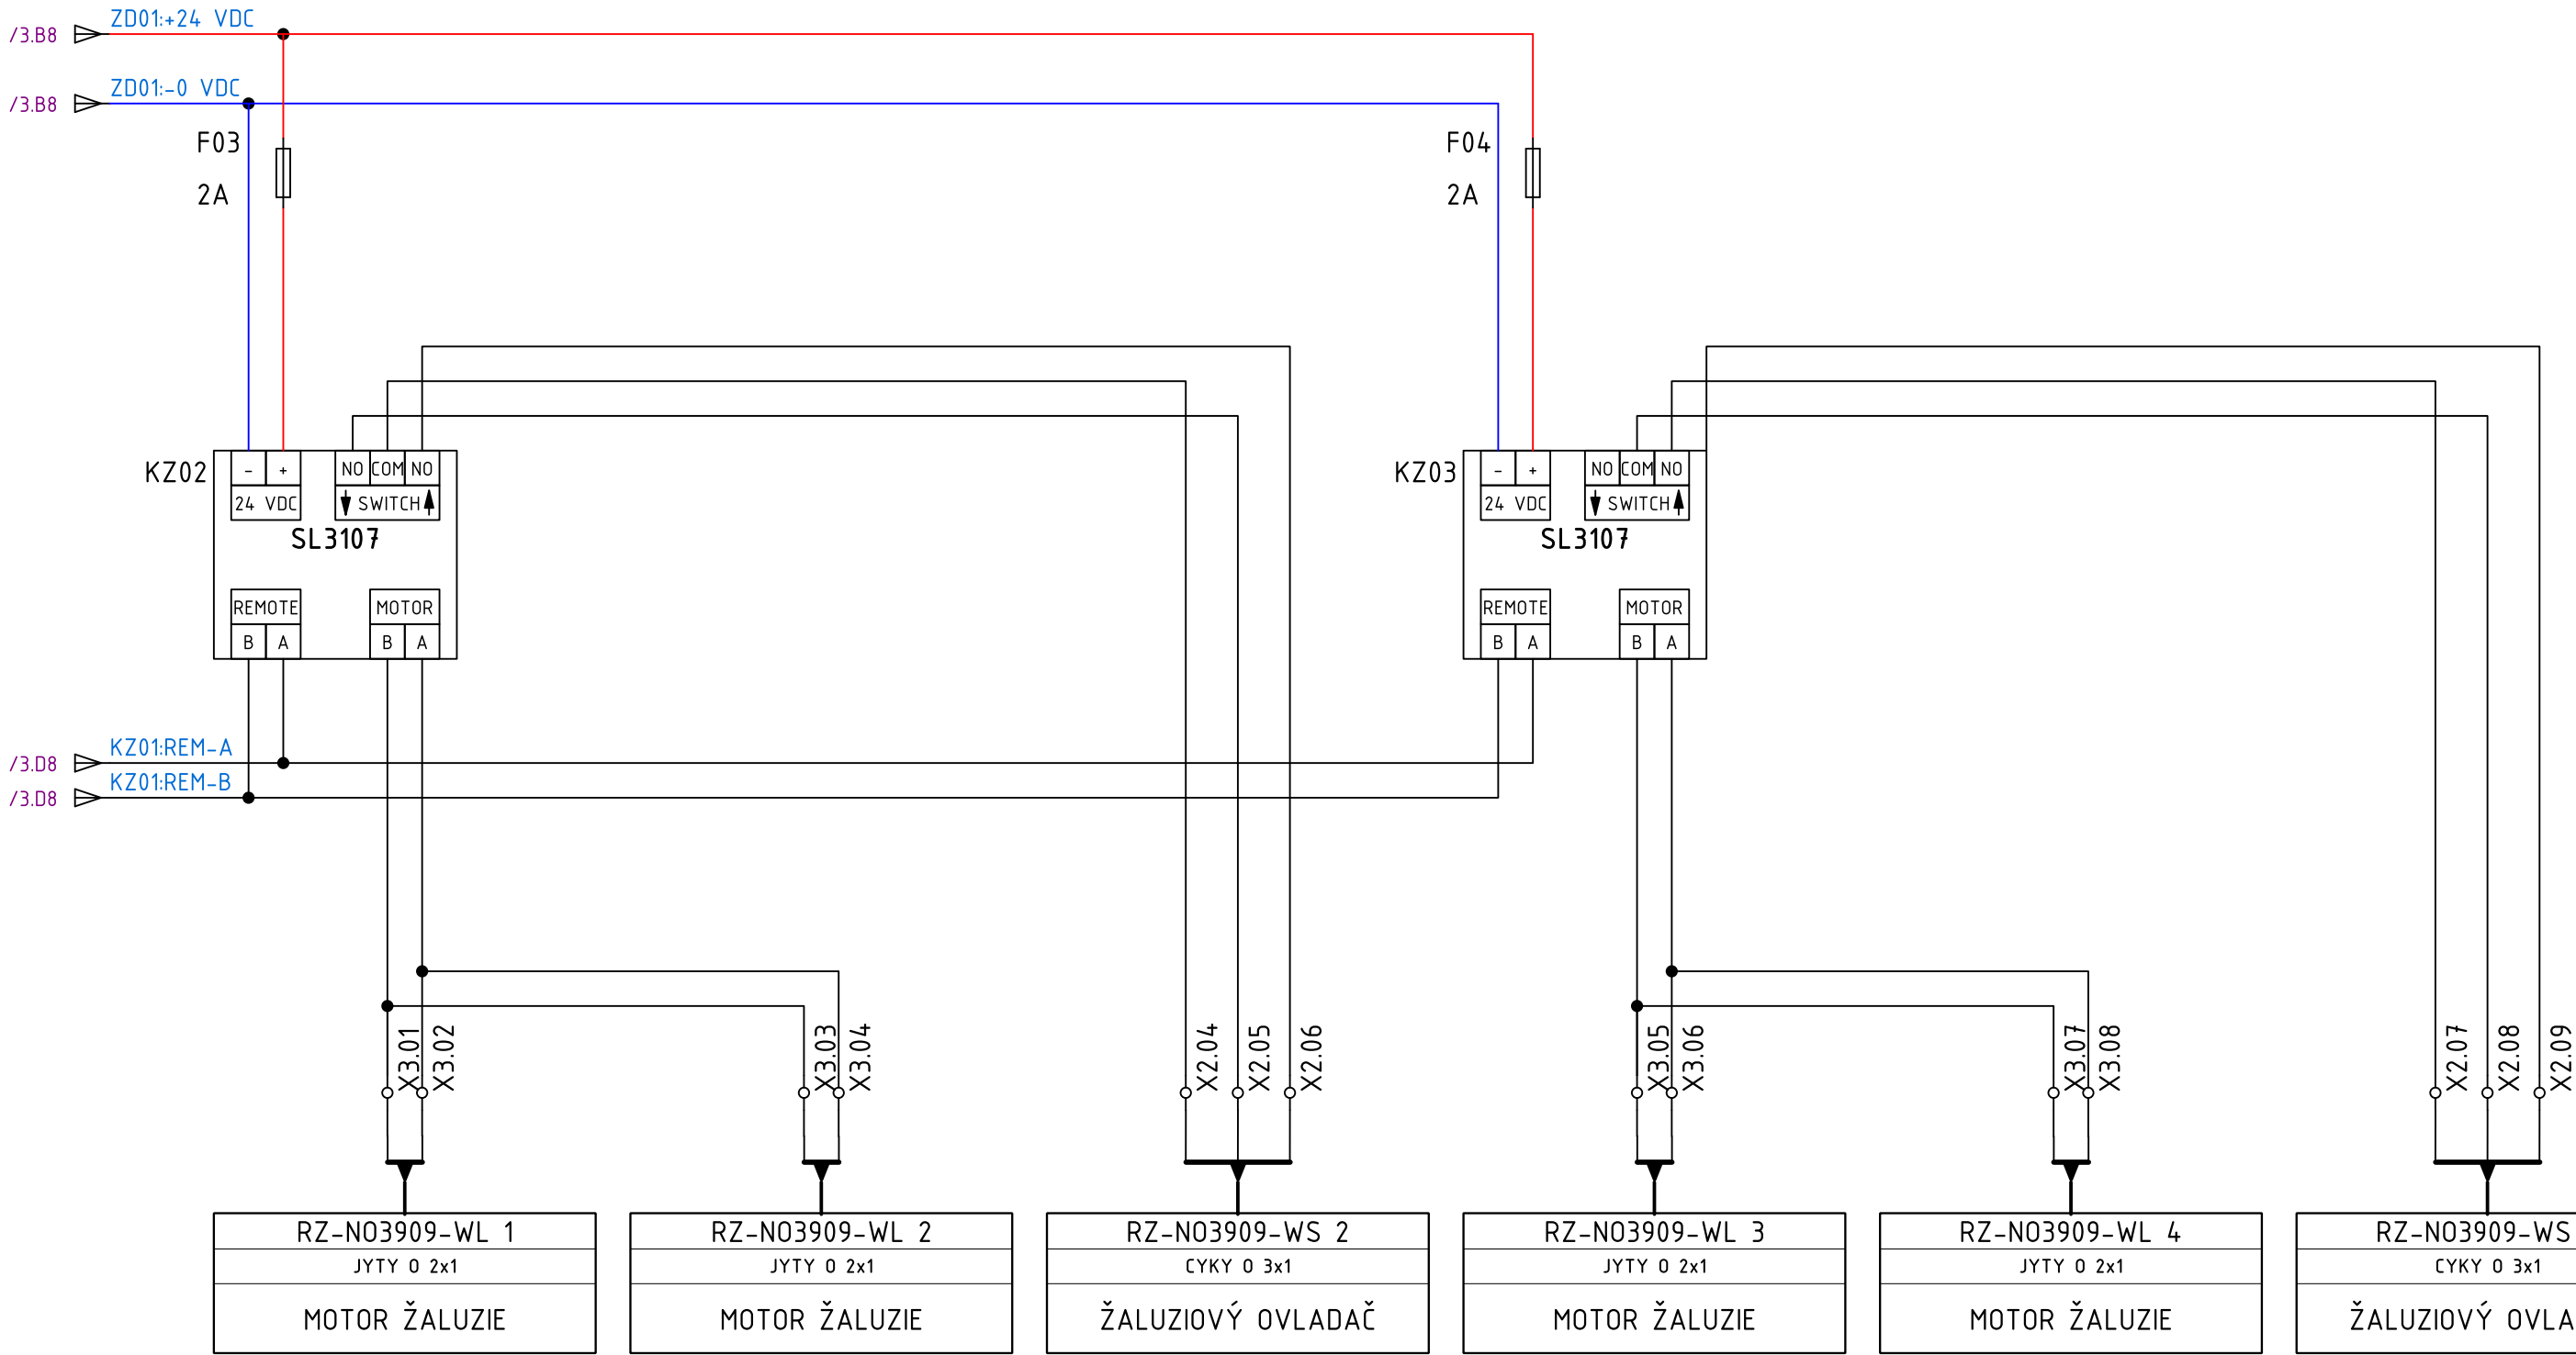 ZD01:+24 VDC
/3.B8
ZD01:-0 VDC
/3.B8
F03
2A
F04
2A
KZ02
- + NO COM NO
24 VDC SWITCH
SL3107
REMOTE MOTOR
B A B A
KZ03
- + NO COM NO
24 VDC SWITCH
SL3107
REMOTE MOTOR
B A B A
KZ01:REM-A
/3.D8
KZ01:REM-B
/3.D8
X3.01
X3.02
X3.03
X3.04
X2.04
X2.05
X2.06
X3.05
X3.06
X3.07
X3.08
X2.07
X2.08
X2.09
RZ-NO3909-WL 1
JYTY O 2x1
MOTOR ŽALUZIE
RZ-NO3909-WL 2
JYTY O 2x1
MOTOR ŽALUZIE
RZ-NO3909-WS 2
CYKY O 3x1
ŽALUZIOVÝ OVLADAČ
RZ-NO3909-WL 3
JYTY O 2x1
MOTOR ŽALUZIE
RZ-NO3909-WL 4
JYTY O 2x1
MOTOR ŽALUZIE
RZ-NO3909-WS
CYKY O 3x1
ŽALUZIOVÝ